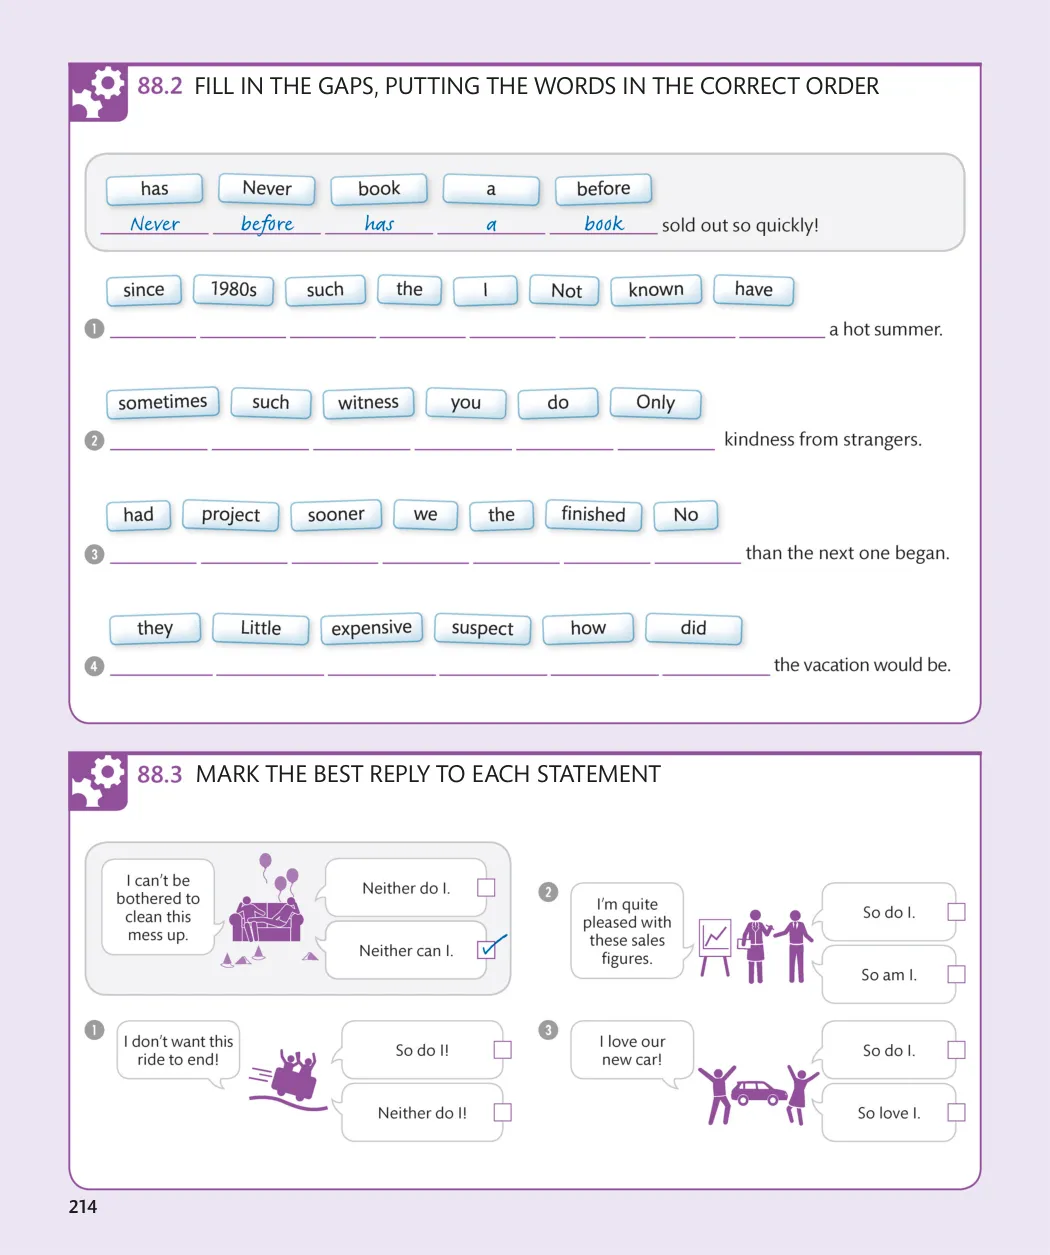 88.2 FILL IN THE GAPS, PUTTING THE WORDS IN THE CORRECT ORDER
has Never book a before
Never before has a book sold out so quickly!
since 1980s such the I Not known have
1 a hot summer.
sometimes such witness you do Only
2 kindness from strangers.
had project sooner we the finished No
3 than the next one began.
they Little expensive suspect how did
4 the vacation would be.
88.3 MARK THE BEST REPLY TO EACH STATEMENT
I can't be
bothered to
clean this
mess up.
Neither do I.
Neither can I.
1
I don't want this
ride to end!
So do I!
Neither do I!
2
I'm quite
pleased with
these sales
figures.
So do I.
So am I.
3
I love our
new car!
So do I.
So love I.
214